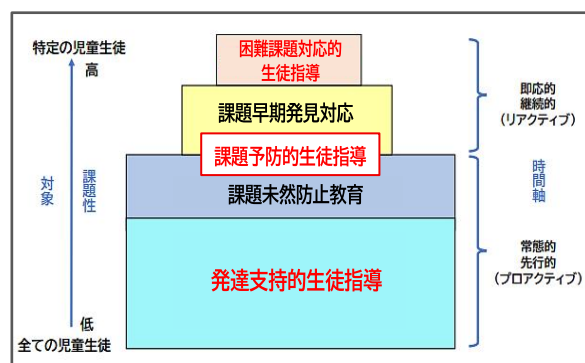 特定の児童生徒
高
困難課題対応的
生徒指導
課題早期発見対応
課題予防的生徒指導
課題未然防止教育
発達支持的生徒指導
対象
課題性
低
全ての児童生徒
即応的
継続的
(リアクティブ)
時間軸
常態的
先行的
(プロアクティブ)